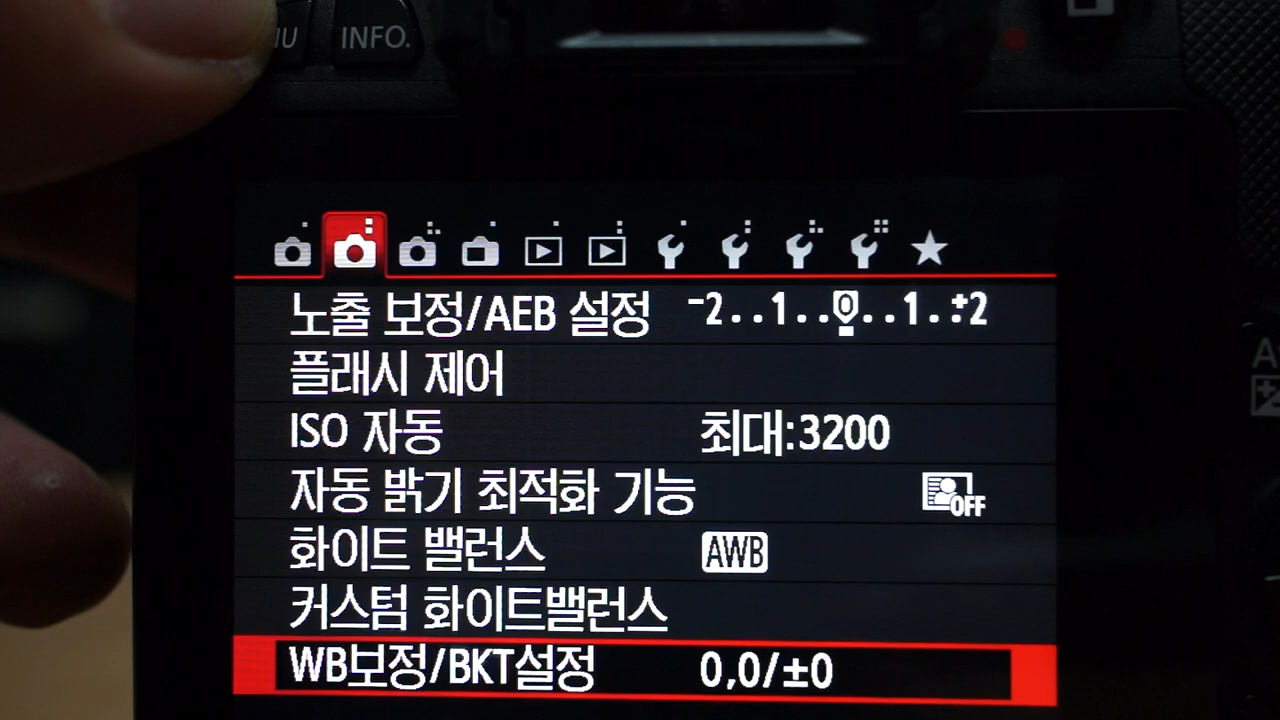 INFO.
노출 보정/AEB 설정 -2..1..0..1..+2
플래시 제어
ISO 자동 최대:3200
자동 밝기 최적화 기능 OFF
화이트 밸런스 AWB
커스텀 화이트밸런스
WB보정/BKT설정 0,0/±0